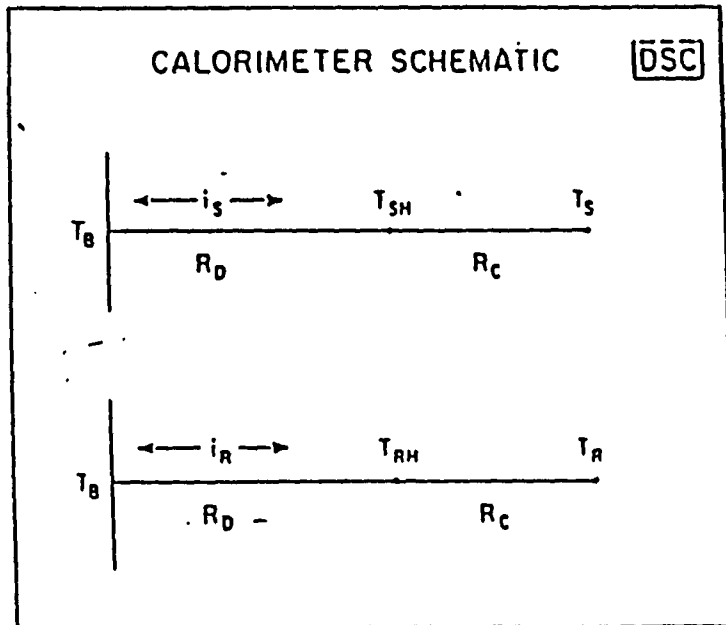 CALORIMETER SCHEMATIC DSC
i_S T_SH T_S
T_B
R_D R_C
i_R T_RH T_R
T_B
R_D R_C